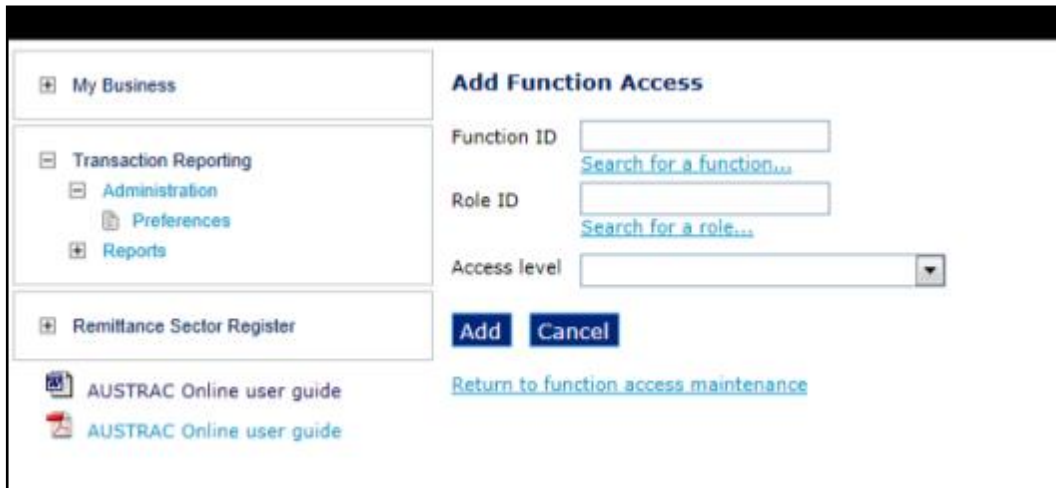 My Business
Transaction Reporting
Administration
Preferences
Reports
Remittance Sector Register
AUSTRAC Online user guide
AUSTRAC Online user guide
Add Function Access
Function ID
Search for a function...
Role ID
Search for a role...
Access level
Add Cancel
Return to function access maintenance